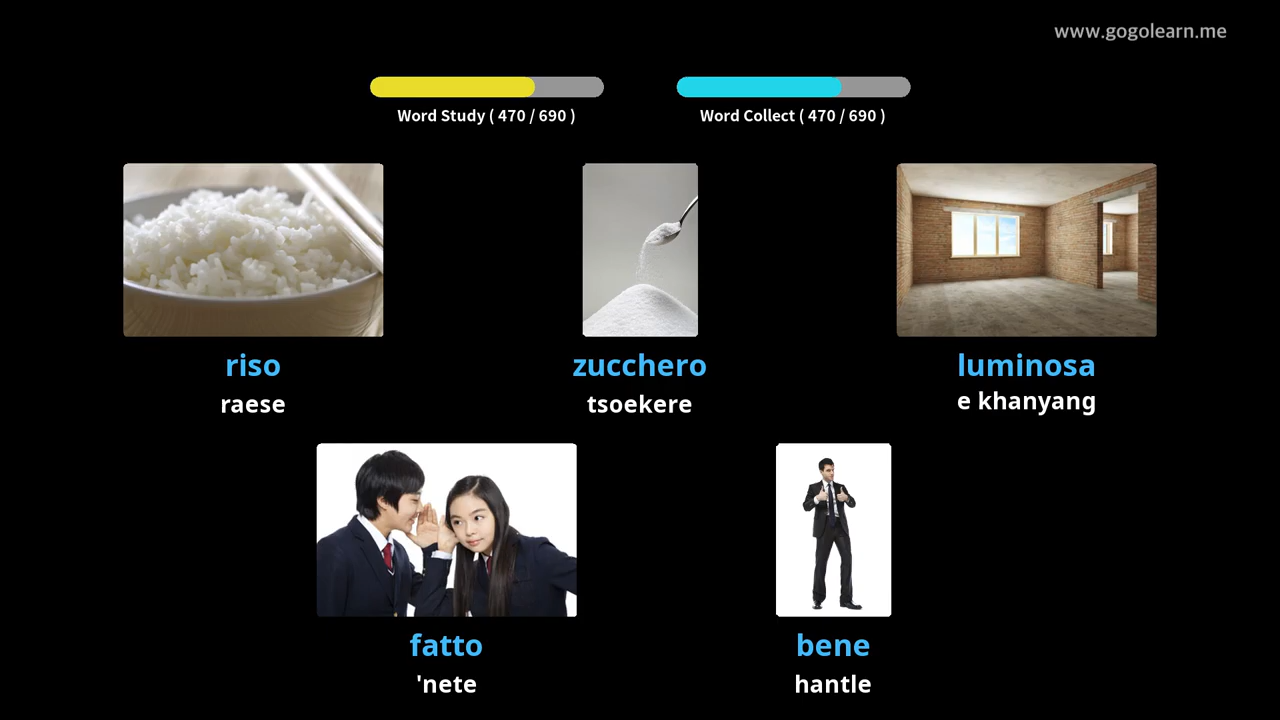 www.gogolearn.me
Word Study ( 470 / 690 )
Word Collect ( 470 / 690 )
riso
raese
zucchero
tsoekere
luminosa
e khanyang
fatto
'nete
bene
hantle